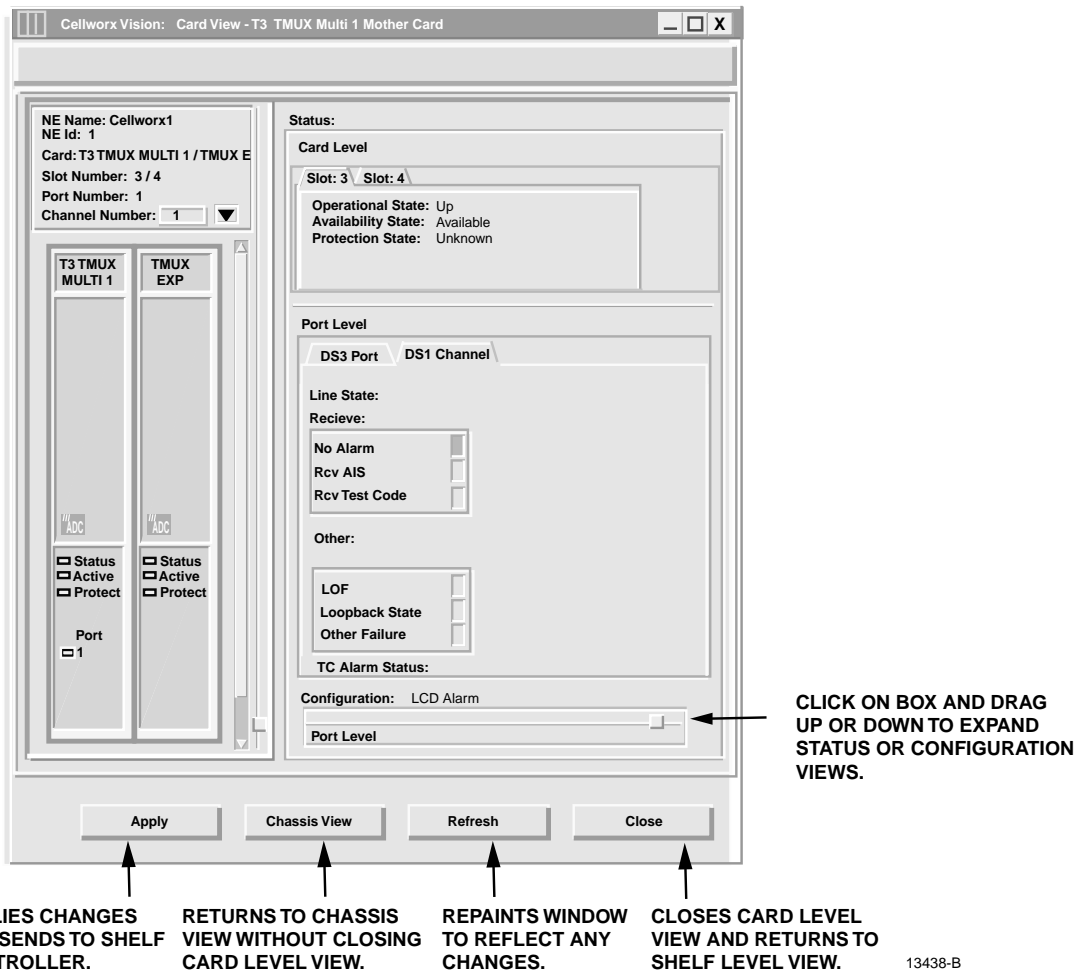 Cellworx Vision: Card View - T3 TMUX Multi 1 Mother Card
X
NE Name: Cellworx1
NE Id: 1
Card: T3 TMUX MULTI 1 / TMUX E
Slot Number: 3 / 4
Port Number: 1
Channel Number: 1
T3 TMUX
MULTI 1
TMUX
EXP
ADC
ADC
Status
Active
Protect
Status
Active
Protect
Port
1
Status:
Card Level
Slot: 3
Slot: 4
Operational State: Up
Availability State: Available
Protection State: Unknown
Port Level
DS3 Port
DS1 Channel
Line State:
Recieve:
No Alarm
Rcv AIS
Rcv Test Code
Other:
LOF
Loopback State
Other Failure
TC Alarm Status:
Configuration: LCD Alarm
Port Level
CLICK ON BOX AND DRAG
UP OR DOWN TO EXPAND
STATUS OR CONFIGURATION
VIEWS.
Apply
Chassis View
Refresh
Close
LIES CHANGES
SENDS TO SHELF
TROLLER.
RETURNS TO CHASSIS
VIEW WITHOUT CLOSING
CARD LEVEL VIEW.
REPAINTS WINDOW
TO REFLECT ANY
CHANGES.
CLOSES CARD LEVEL
VIEW AND RETURNS TO
SHELF LEVEL VIEW.
13438-B